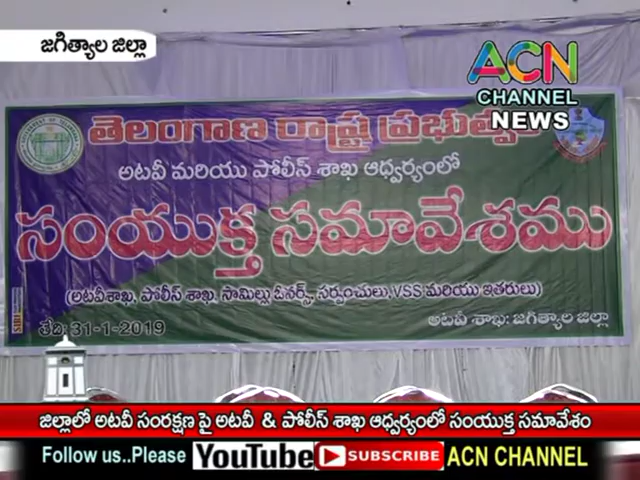 జగిత్యాల జిల్లా
ACN
CHANNEL
NEWS
తెలంగాణ రాష్ట్ర ప్రభుత్వం
అటవీ మరియు పోలీస్ శాఖ ఆధ్వర్యంలో
సంయుక్త సమావేశము
(అటవీశాఖ, పోలీస్ శాఖ, సామిల్లు ఓనర్స్, సర్పంచులు, VSS మరియు ఇతరులు)
తేది: 31-1-2019
అటవీ శాఖ: జగిత్యాల జిల్లా
జిల్లాలో అటవీ సంరక్షణ పై అటవీ & పోలీస్ శాఖ ఆధ్వర్యంలో సంయుక్త సమావేశం
Follow us..Please YouTube SUBSCRIBE ACN CHANNEL